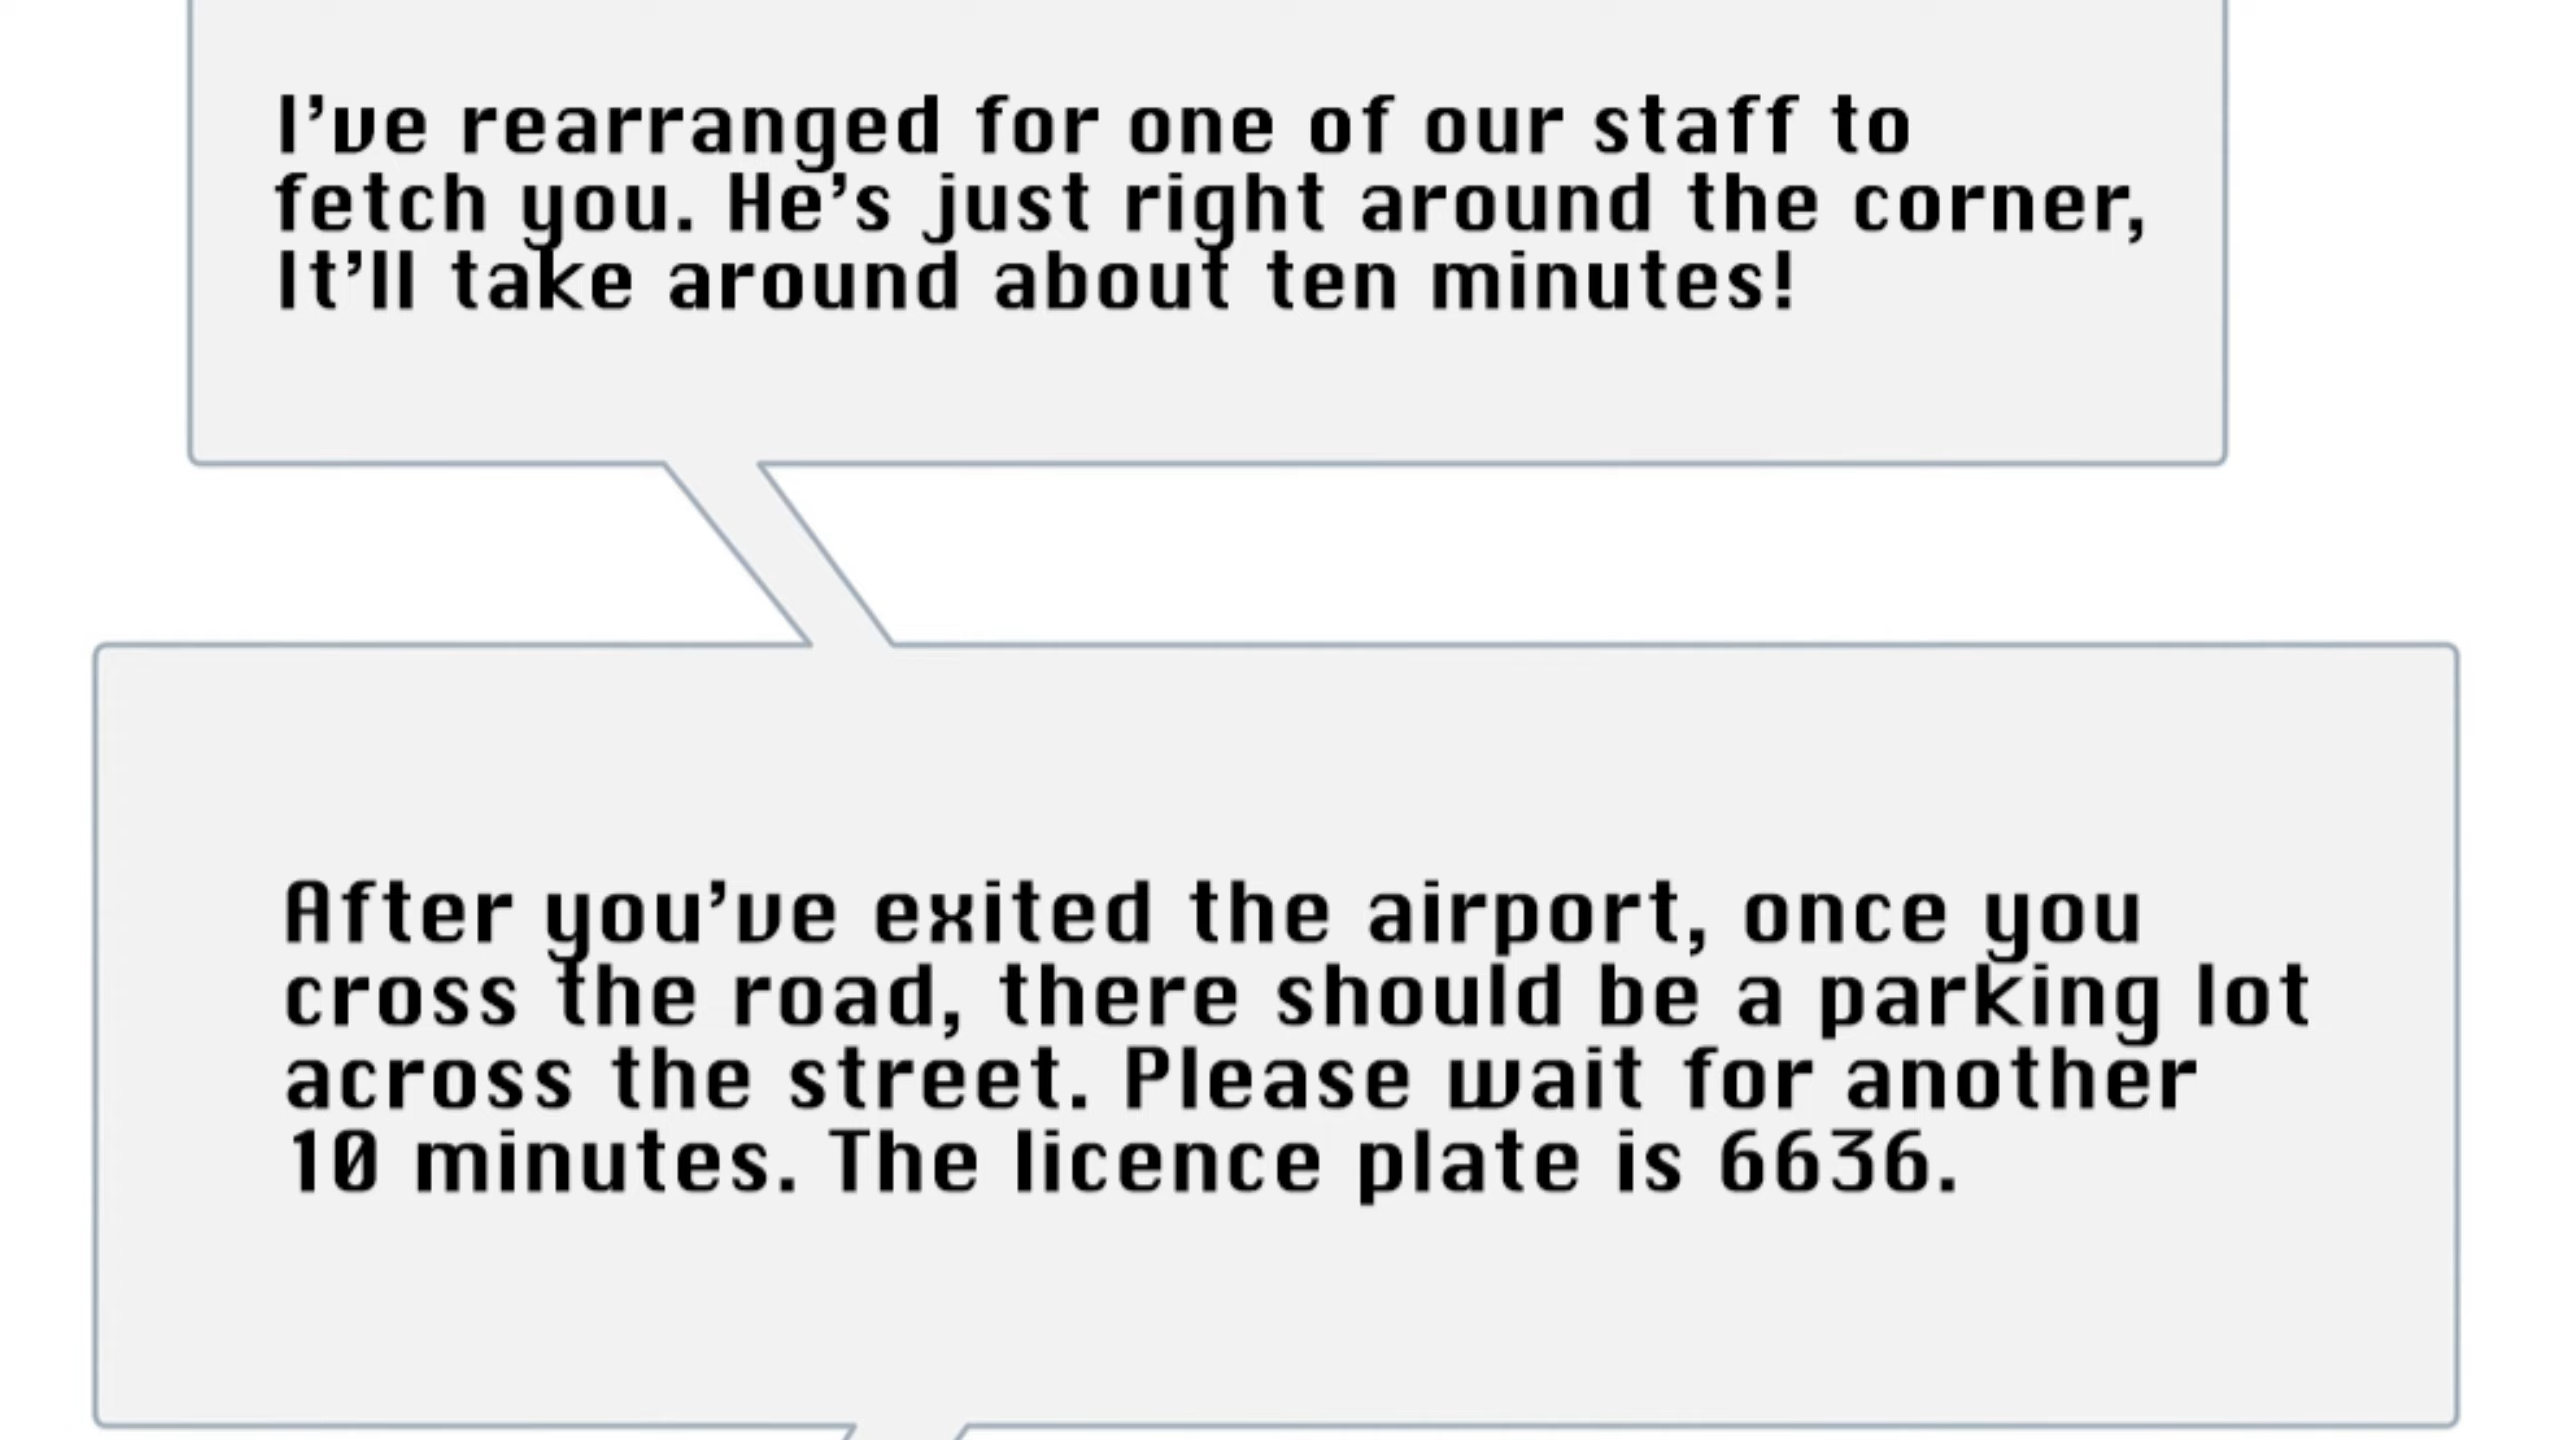 I’ve rearranged for one of our staff to
fetch you. He’s just right around the corner,
It’ll take around about ten minutes!
After you’ve exited the airport, once you
cross the road, there should be a parking lot
across the street. Please wait for another
10 minutes. The licence plate is 6636.